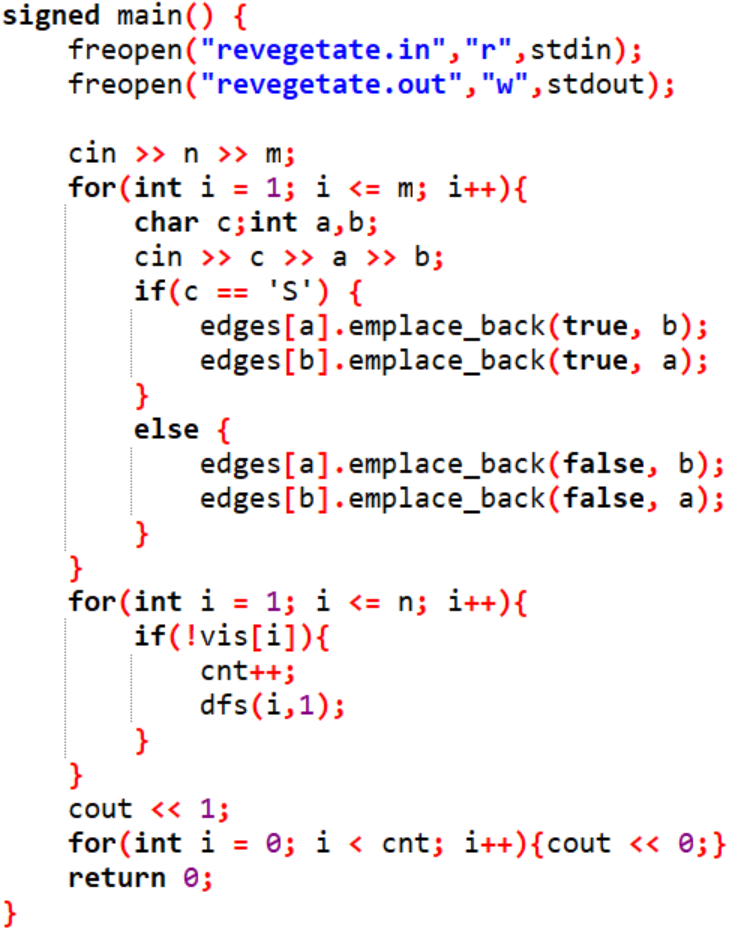 signed main() {
    freopen("revegetate.in","r",stdin);
    freopen("revegetate.out","w",stdout);

    cin >> n >> m;
    for(int i = 1; i <= m; i++){
        char c;int a,b;
        cin >> c >> a >> b;
        if(c == 'S') {
            edges[a].emplace_back(true, b);
            edges[b].emplace_back(true, a);
        }
        else {
            edges[a].emplace_back(false, b);
            edges[b].emplace_back(false, a);
        }
    }
    for(int i = 1; i <= n; i++){
        if(!vis[i]){
            cnt++;
            dfs(i,1);
        }
    }
    cout << 1;
    for(int i = 0; i < cnt; i++){cout << 0;}
    return 0;
}